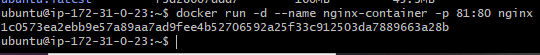 ubuntu@ip-172-31-0-23:~$ docker run -d --name nginx-container -p 81:80 nginx
1c0573ea2ebb9e57a89aa7ad9fee4b52706592a25f33c912503da7889663a28b
ubuntu@ip-172-31-0-23:~$